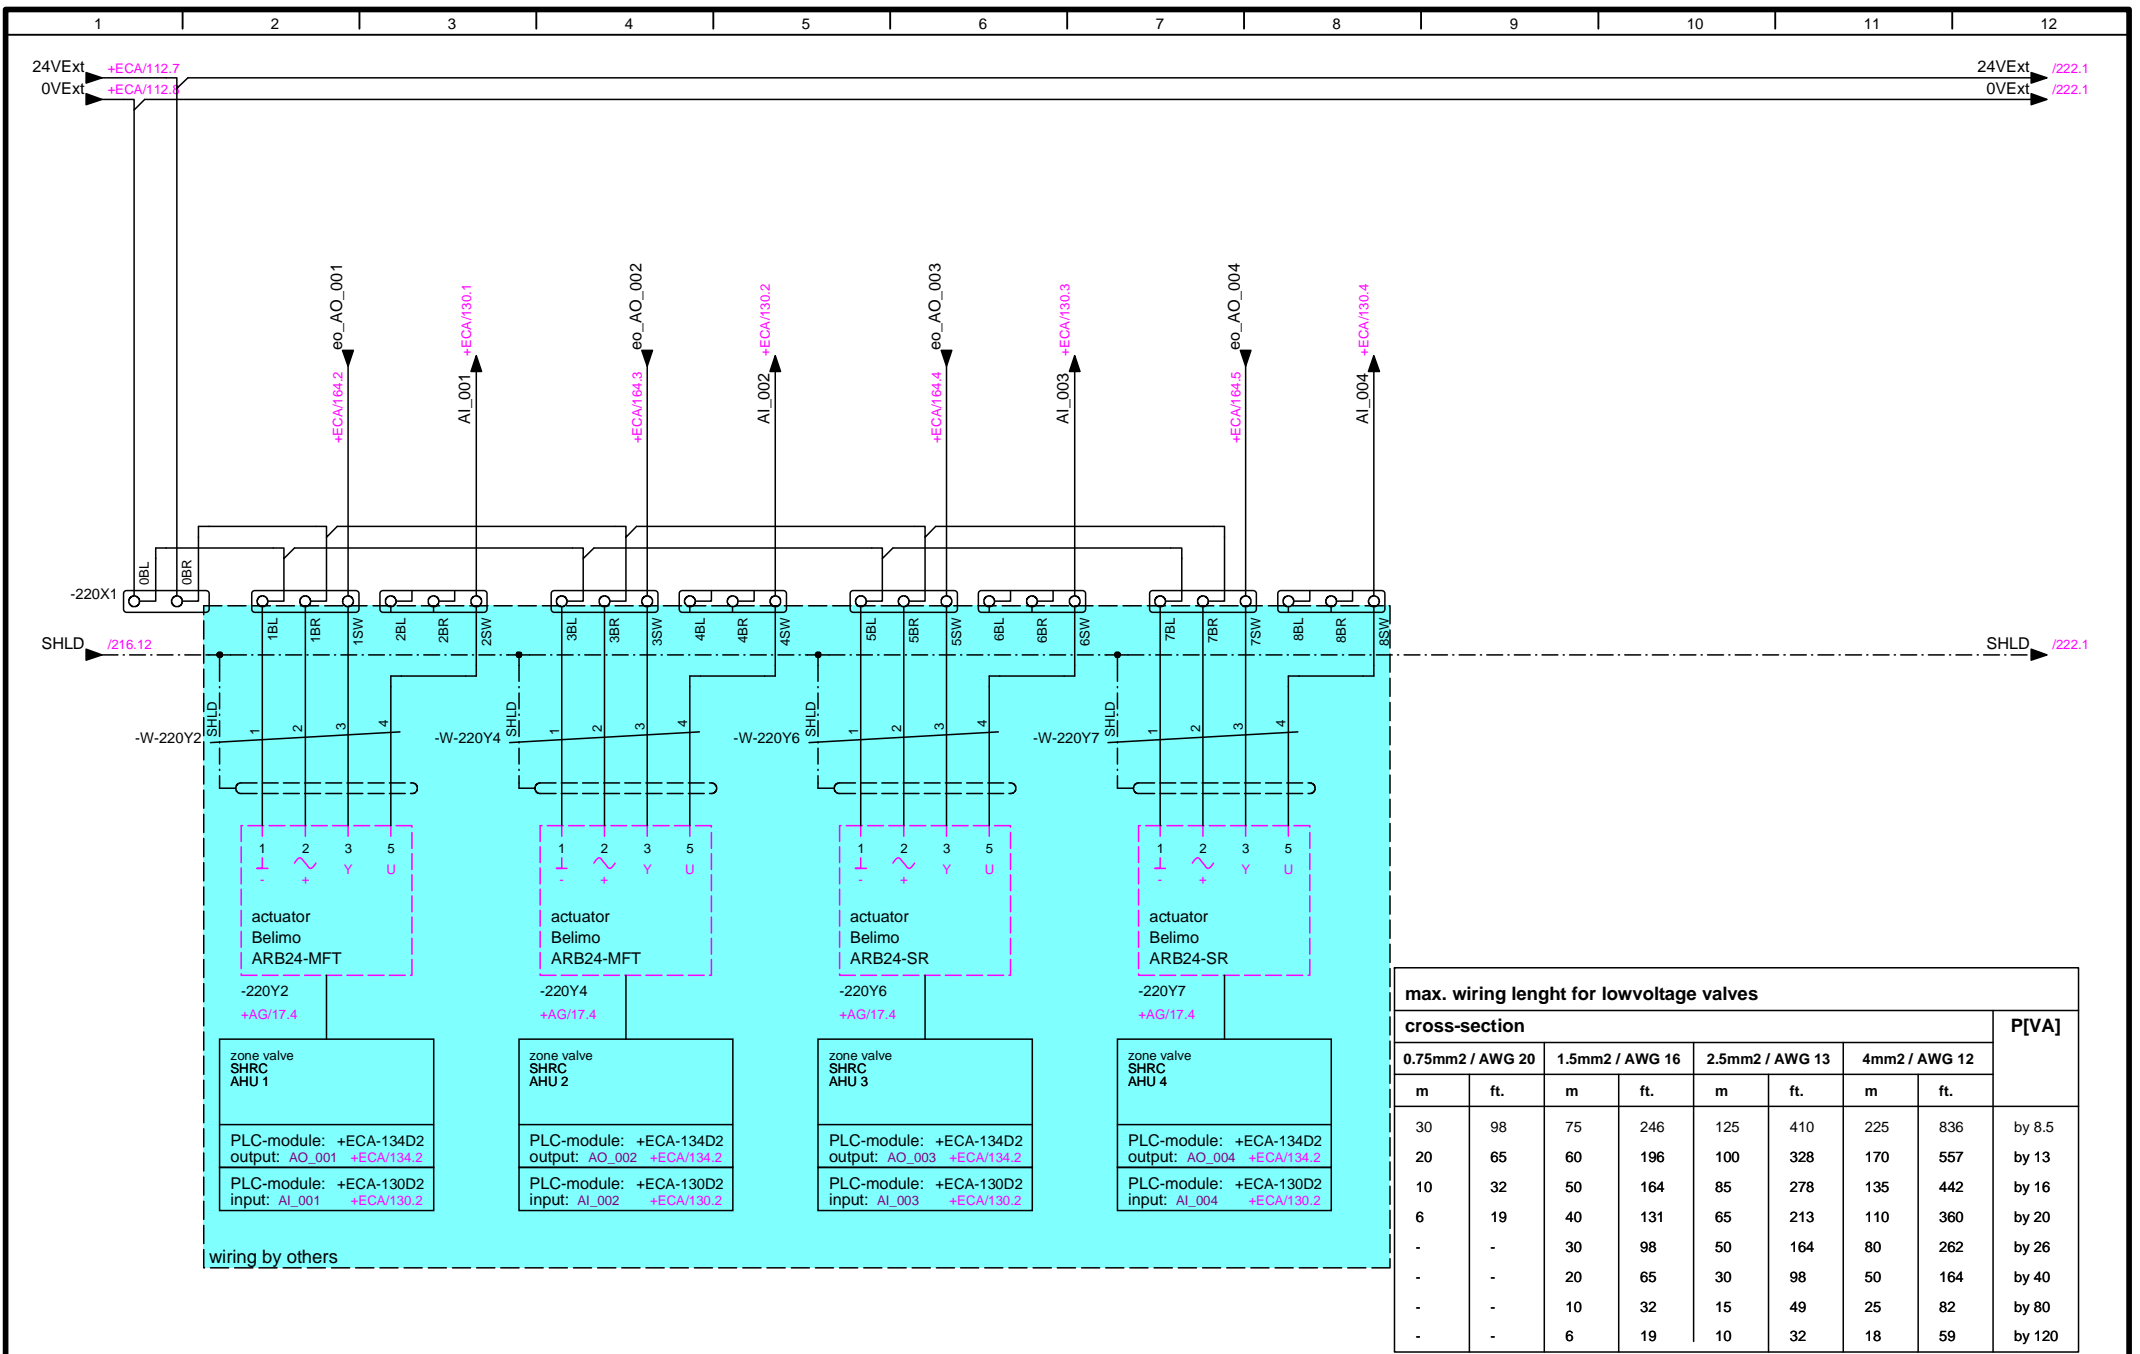 1 2 3 4 5 6 7 8 9 10 11 12
24VExt +ECA/112.7 24VExt /222.1
0VExt +ECA/112.8 0VExt /222.1
eo_AO_001 +ECA/164.2
AI_001 +ECA/130.1
eo_AO_002 +ECA/164.3
AI_002 +ECA/130.2
eo_AO_003 +ECA/164.4
AI_003 +ECA/130.3
eo_AO_004 +ECA/164.5
AI_004 +ECA/130.4
-220X1 0BL 0BR
1BL 1BR 1SW 2BL 2BR 2SW 3BL 3BR 3SW 4BL 4BR 4SW 5BL 5BR 5SW 6BL 6BR 6SW 7BL 7BR 7SW 8BL 8BR 8SW
SHLD /216.12 SHLD /222.1
-W-220Y2 SHLD 1 2 3 4
-W-220Y4 SHLD 1 2 3 4
-W-220Y6 SHLD 1 2 3 4
-W-220Y7 SHLD 1 2 3 4
1 2 3 5 1 2 3 5 1 2 3 5 1 2 3 5
Y U Y U Y U Y U
- + - + - + - +
actuator actuator actuator actuator
Belimo Belimo Belimo Belimo
ARB24-MFT ARB24-MFT ARB24-SR ARB24-SR
-220Y2 -220Y4 -220Y6 -220Y7
+AG/17.4 +AG/17.4 +AG/17.4 +AG/17.4
zone valve zone valve zone valve zone valve
SHRC SHRC SHRC SHRC
AHU 1 AHU 2 AHU 3 AHU 4
PLC-module: +ECA-134D2 PLC-module: +ECA-134D2 PLC-module: +ECA-134D2 PLC-module: +ECA-134D2
output: AO_001 +ECA/134.2 output: AO_002 +ECA/134.2 output: AO_003 +ECA/134.2 output: AO_004 +ECA/134.2
PLC-module: +ECA-130D2 PLC-module: +ECA-130D2 PLC-module: +ECA-130D2 PLC-module: +ECA-130D2
input: AI_001 +ECA/130.2 input: AI_002 +ECA/130.2 input: AI_003 +ECA/130.2 input: AI_004 +ECA/130.2
wiring by others
max. wiring lenght for lowvoltage valves
cross-section P[VA]
0.75mm2 / AWG 20 1.5mm2 / AWG 16 2.5mm2 / AWG 13 4mm2 / AWG 12
m ft. m ft. m ft. m ft.
30 98 75 246 125 410 225 836 by 8.5
20 65 60 196 100 328 170 557 by 13
10 32 50 164 85 278 135 442 by 16
6 19 40 131 65 213 110 360 by 20
- - 30 98 50 164 80 262 by 26
- - 20 65 30 98 50 164 by 40
- - 10 32 15 49 25 82 by 80
- - 6 19 10 32 18 59 by 120